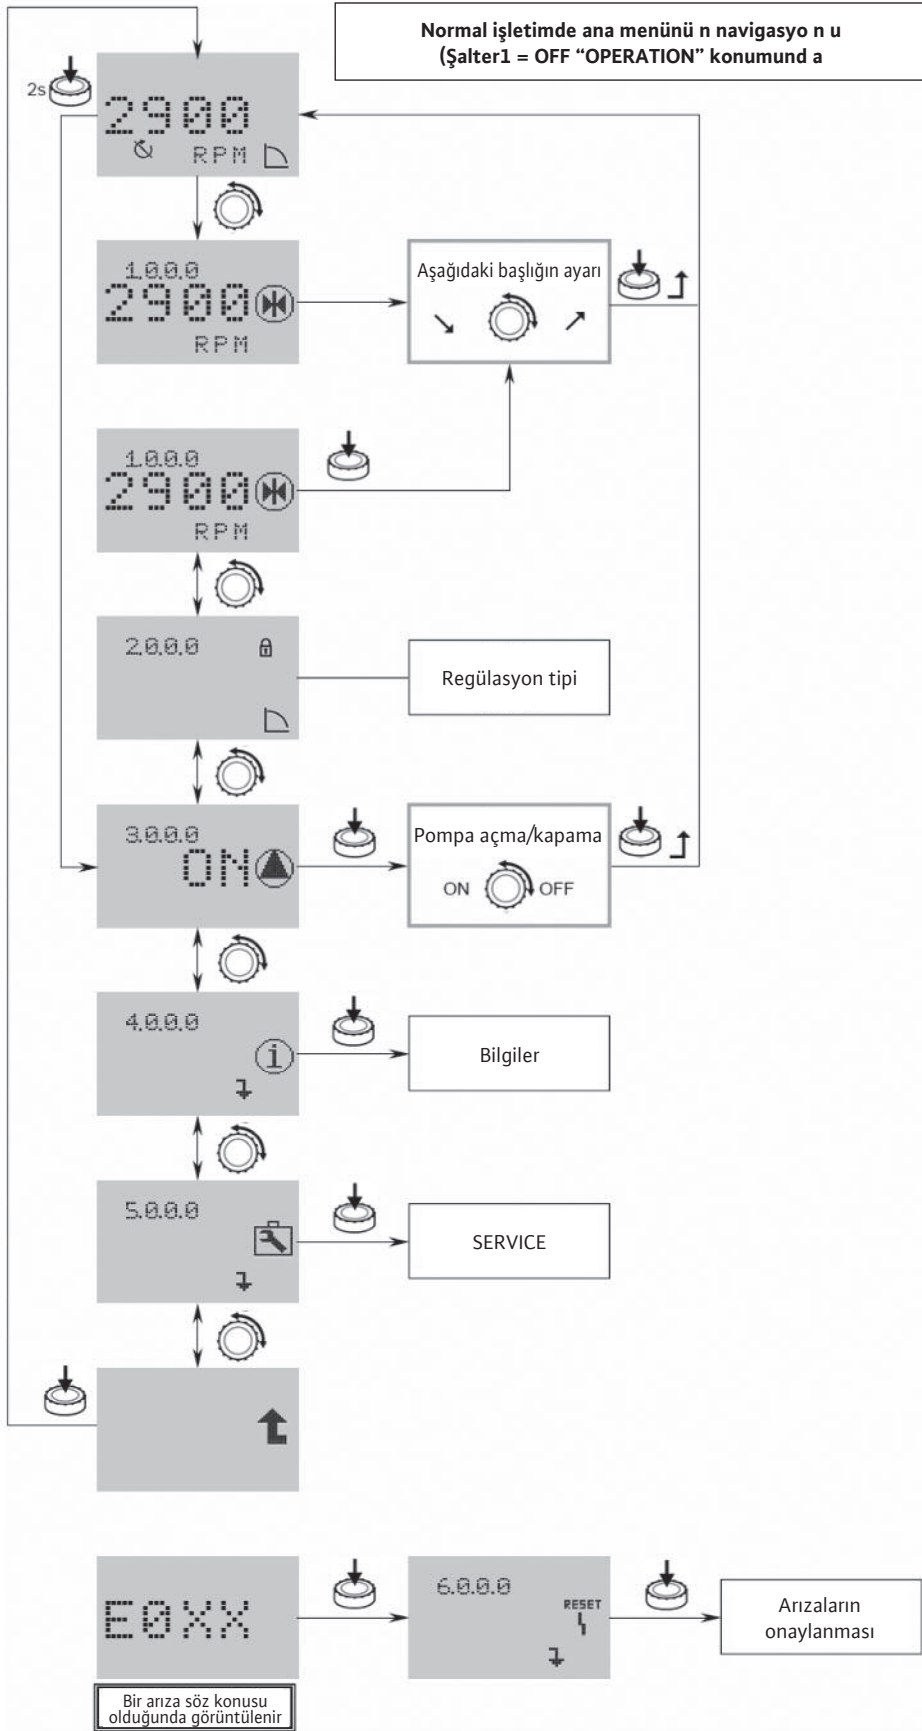 Normal işletimde ana menünü n navigasyo n u
(Şalter1 = OFF “OPERATION” konumund a
2s
2900
RPM
1.0.0.0
2900
RPM
Aşağıdaki başlığın ayarı
1.0.0.0
2900
RPM
2.0.0.0
Regülasyon tipi
3.0.0.0
ON
Pompa açma/kapama
ON OFF
4.0.0.0
i
Bilgiler
5.0.0.0
SERVICE
E0XX
6.0.0.0
RESET
Arızaların
onaylanması
Bir arıza söz konusu
olduğunda görüntülenir